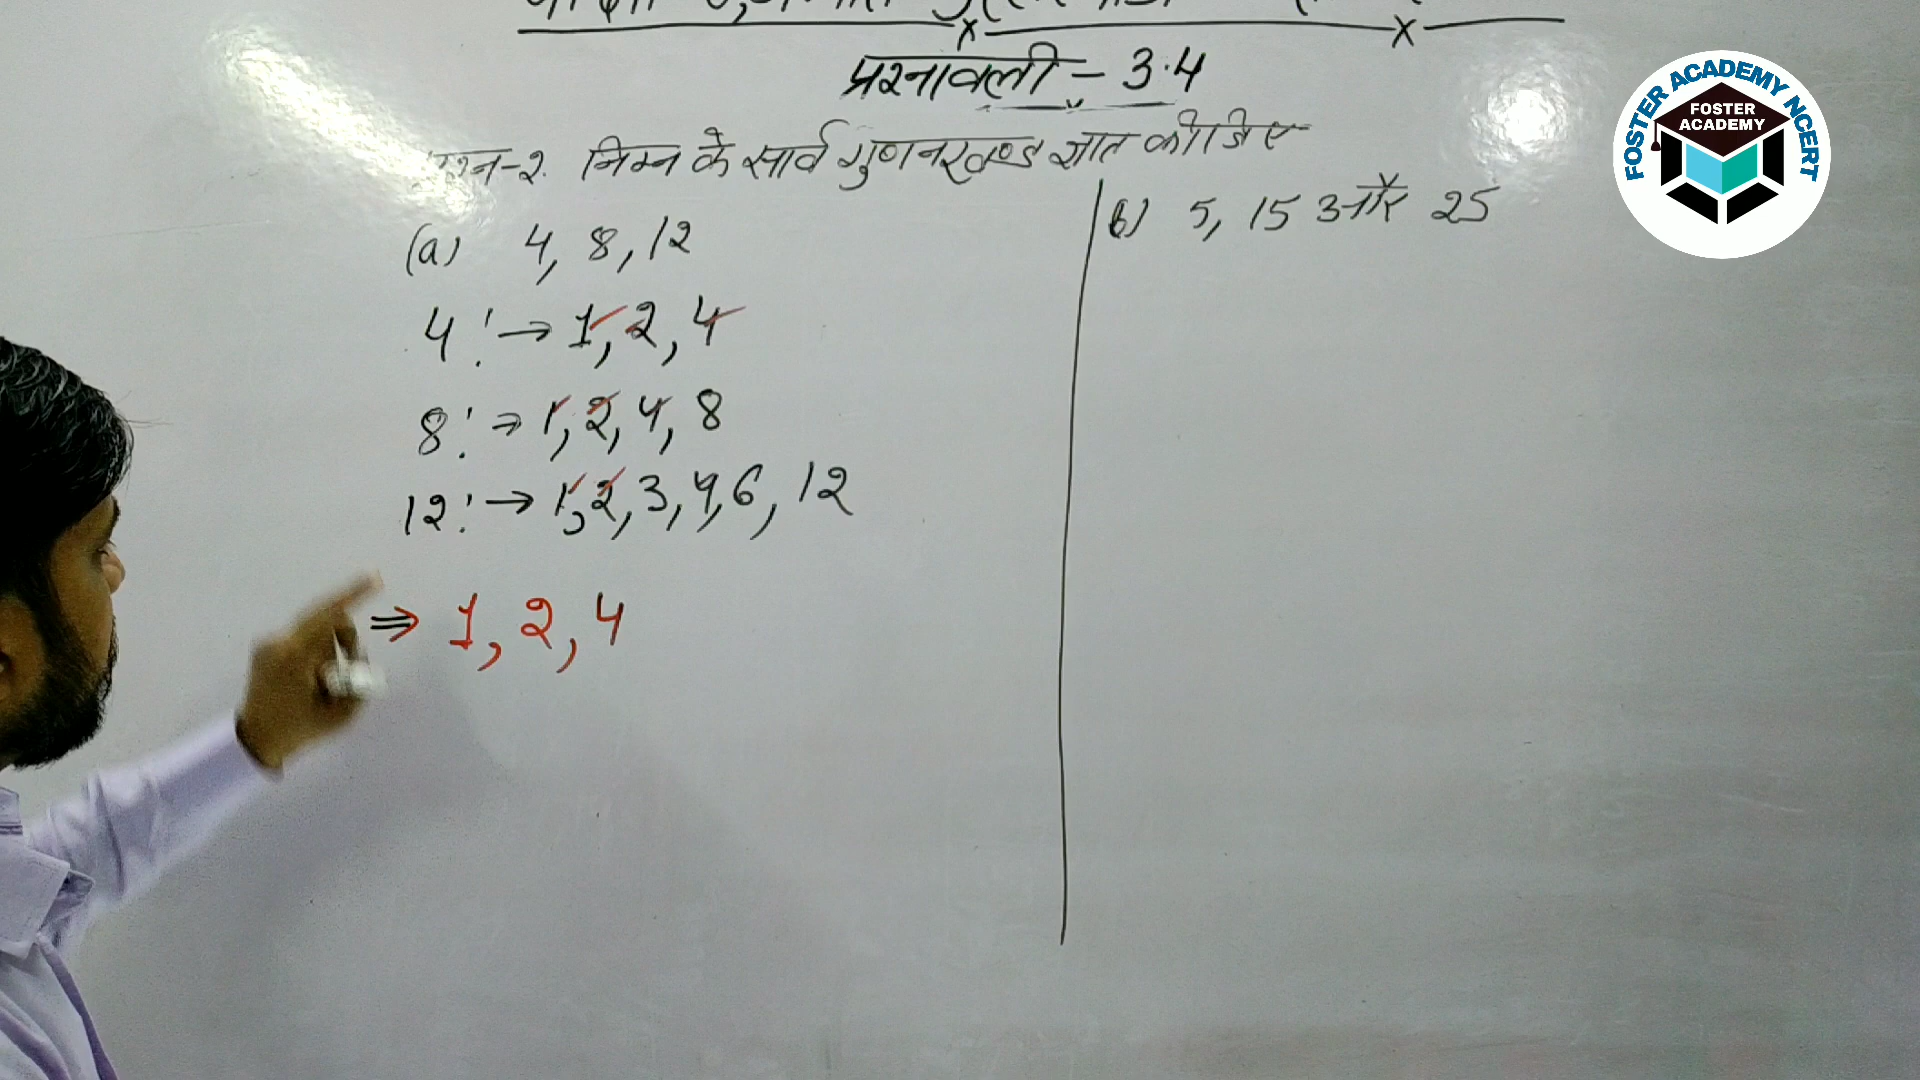 प्रश्नावली - 3.4
प्रश्न-2. निम्न के सार्व गुणनखण्ड ज्ञात कीजिए
(a) 4, 8, 12
4 : → 1, 2, 4
8 : → 1, 2, 4, 8
12 : → 1, 2, 3, 4, 6, 12
⇒ 1, 2, 4
b) 5, 15 और 25
FOSTER ACADEMY NCERT
FOSTER
ACADEMY